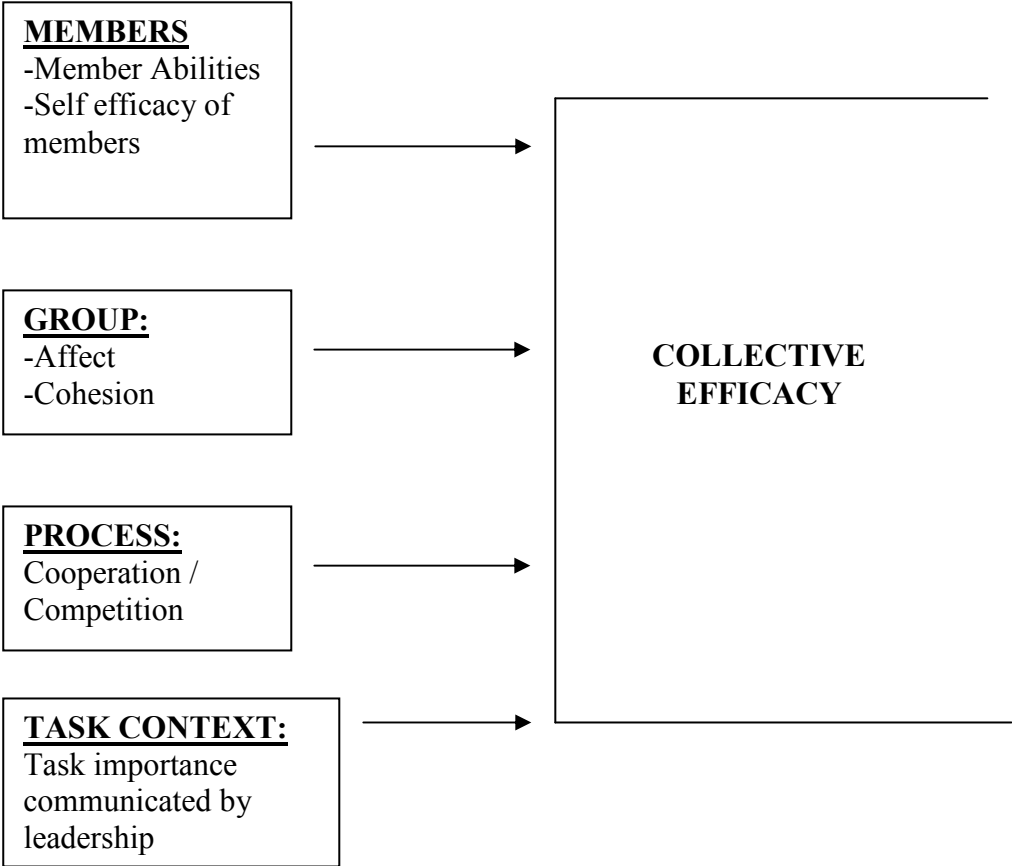 MEMBERS
-Member Abilities
-Self efficacy of
members
GROUP:
-Affect
-Cohesion
COLLECTIVE
EFFICACY
PROCESS:
Cooperation /
Competition
TASK CONTEXT:
Task importance
communicated by
leadership